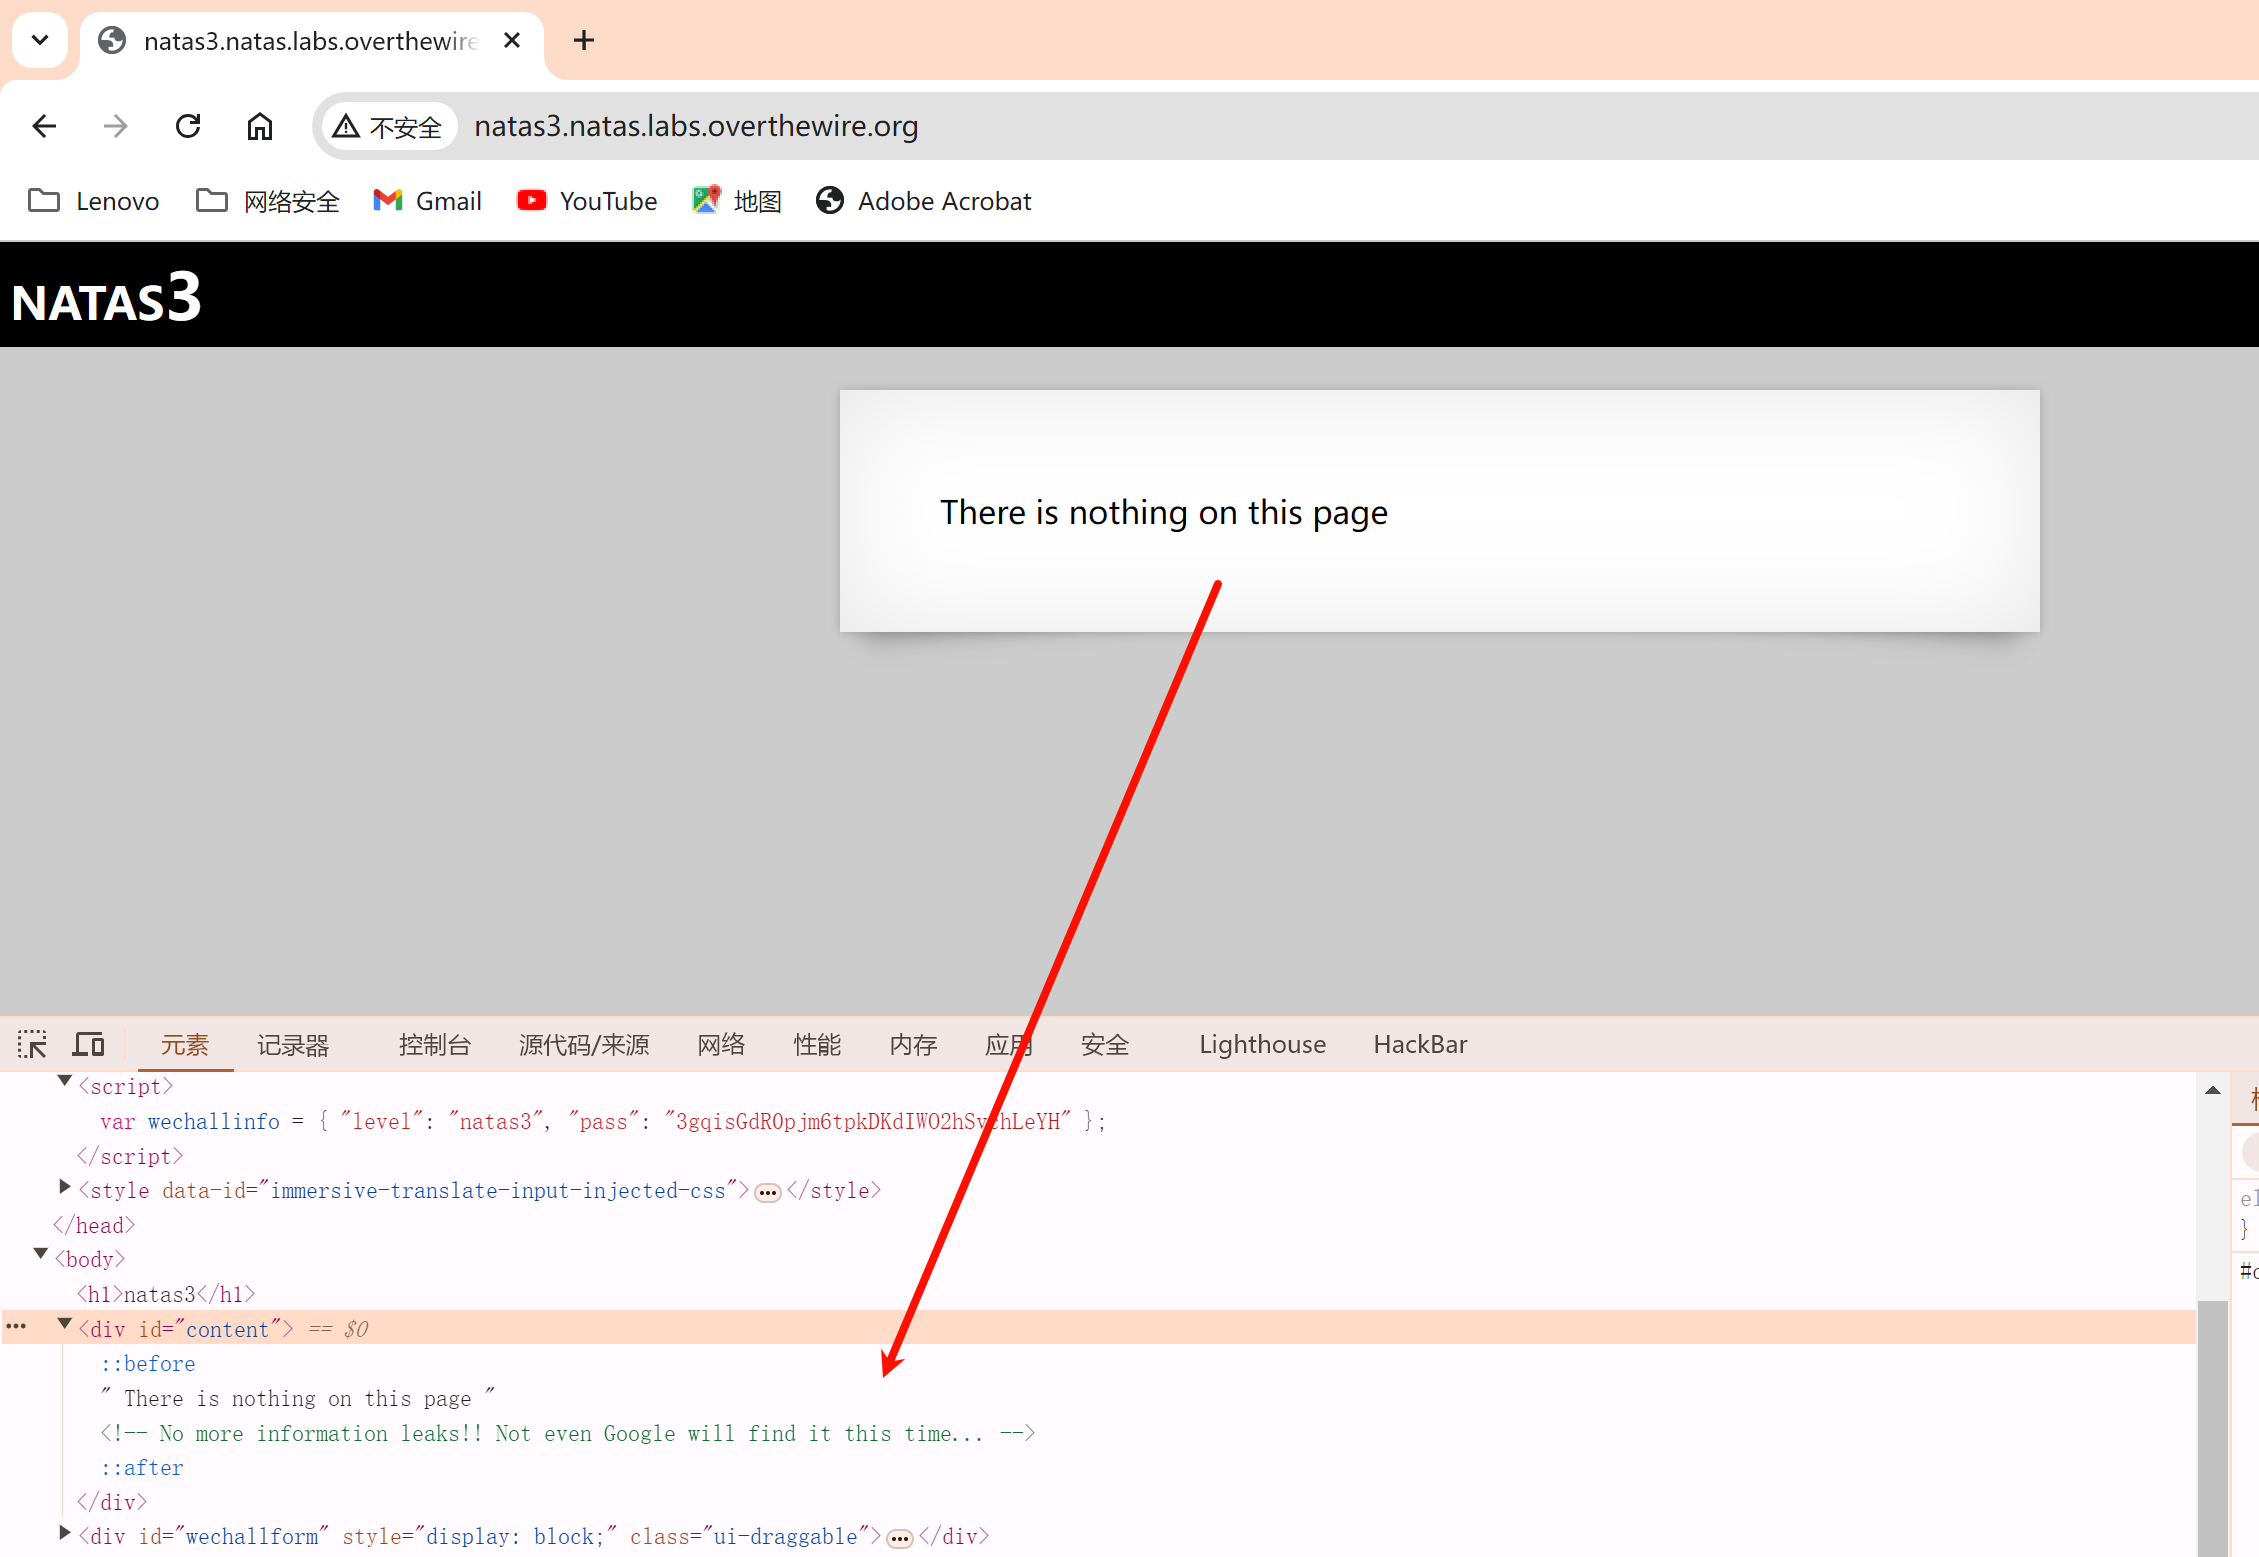 natas3.natas.labs.overthewire
不安全 natas3.natas.labs.overthewire.org
Lenovo 网络安全 Gmail YouTube 地图 Adobe Acrobat
NATAS3
There is nothing on this page
元素 记录器 控制台 源代码/来源 网络 性能 内存 应用 安全 Lighthouse HackBar
<script>
var wechallinfo = { "level": "natas3", "pass": };
</script>
<style data-id="immersive-translate-input-injected-css">…</style>
</head>
<body>
<h1>natas3</h1>
… <div id="content"> == $0
::before
" There is nothing on this page "
<!-- No more information leaks!! Not even Google will find it this time... -->
::after
</div>
<div id="wechallform" style="display: block;" class="ui-draggable">…</div>
el
}
#c